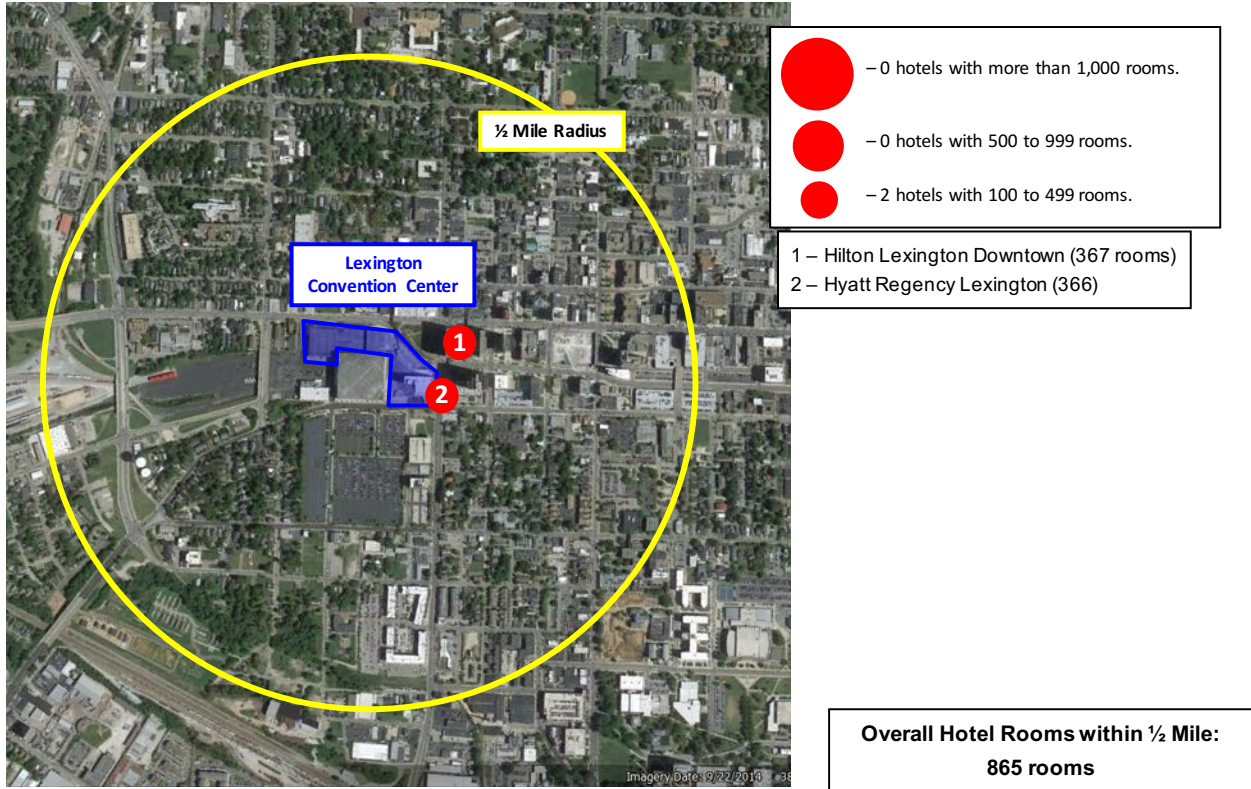 – 0 hotels with more than 1,000 rooms.
½ Mile Radius
– 0 hotels with 500 to 999 rooms.
– 2 hotels with 100 to 499 rooms.
Lexington
Convention Center
1 – Hilton Lexington Downtown (367 rooms)
2 – Hyatt Regency Lexington (366)
1
2
Overall Hotel Rooms within ½ Mile:
865 rooms
Imagery Date: 9/22/2014 38